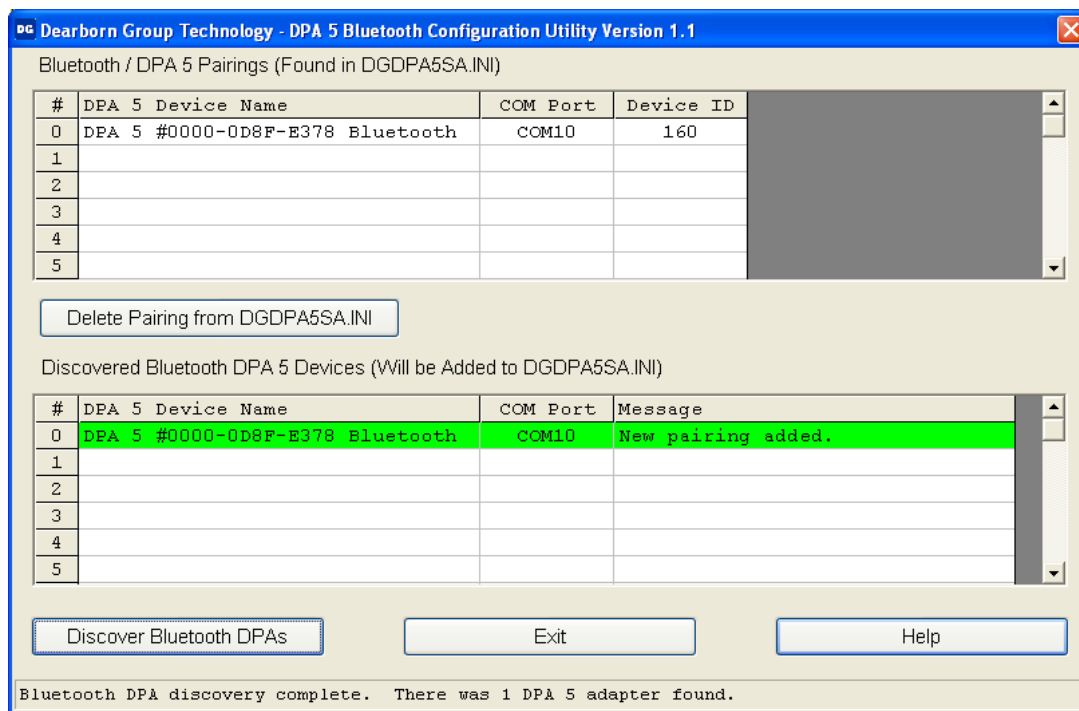 DG Dearborn Group Technology - DPA 5 Bluetooth Configuration Utility Version 1.1
Bluetooth / DPA 5 Pairings (Found in DGDPA5SA.INI)
# DPA 5 Device Name COM Port Device ID
0 DPA 5 #0000-0D8F-E378 Bluetooth COM10 160
1
2
3
4
5
Delete Pairing from DGDPA5SA.INI
Discovered Bluetooth DPA 5 Devices (Will be Added to DGDPA5SA.INI)
# DPA 5 Device Name COM Port Message
0 DPA 5 #0000-0D8F-E378 Bluetooth COM10 New pairing added.
1
2
3
4
5
Discover Bluetooth DPAs Exit Help
Bluetooth DPA discovery complete. There was 1 DPA 5 adapter found.